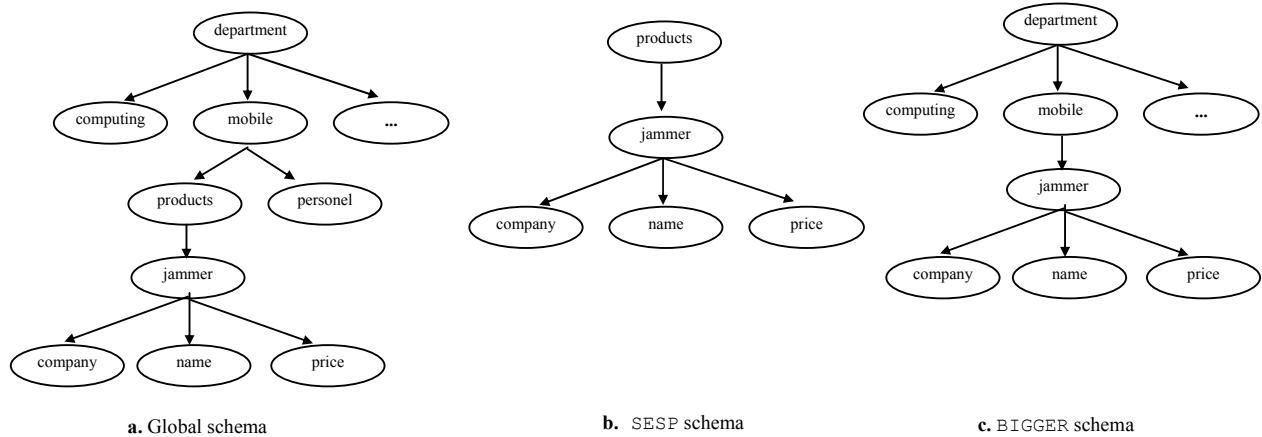 department
computing
mobile
...
products
personel
jammer
company
name
price
a. Global schema
products
jammer
company
name
price
b. SESP schema
department
computing
mobile
...
jammer
company
name
price
c. BIGGER schema